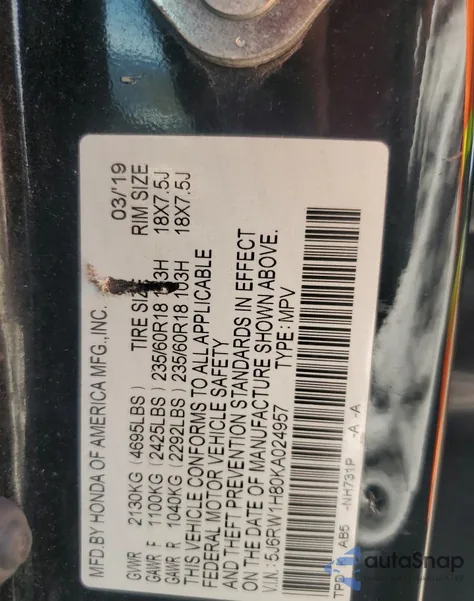 MFD.BY HONDA OF AMERICA MFG.,INC. 03/'19
TIRE SIZE RIM SIZE
GVWR 2130KG (4695LBS)
GAWR F 1100KG (2425LBS) 235/60R18 103H 18X7.5J
GAWR R 1040KG (2292LBS) 235/60R18 103H 18X7.5J
THIS VEHICLE CONFORMS TO ALL APPLICABLE
FEDERAL MOTOR VEHICLE SAFETY
AND THEFT PREVENTION STANDARDS IN EFFECT
ON THE DATE OF MANUFACTURE SHOWN ABOVE.
V.I.N.: 5J6RW1H80KA024957 TYPE: MPV
AB5 -NH731P -A -A
autoSnap